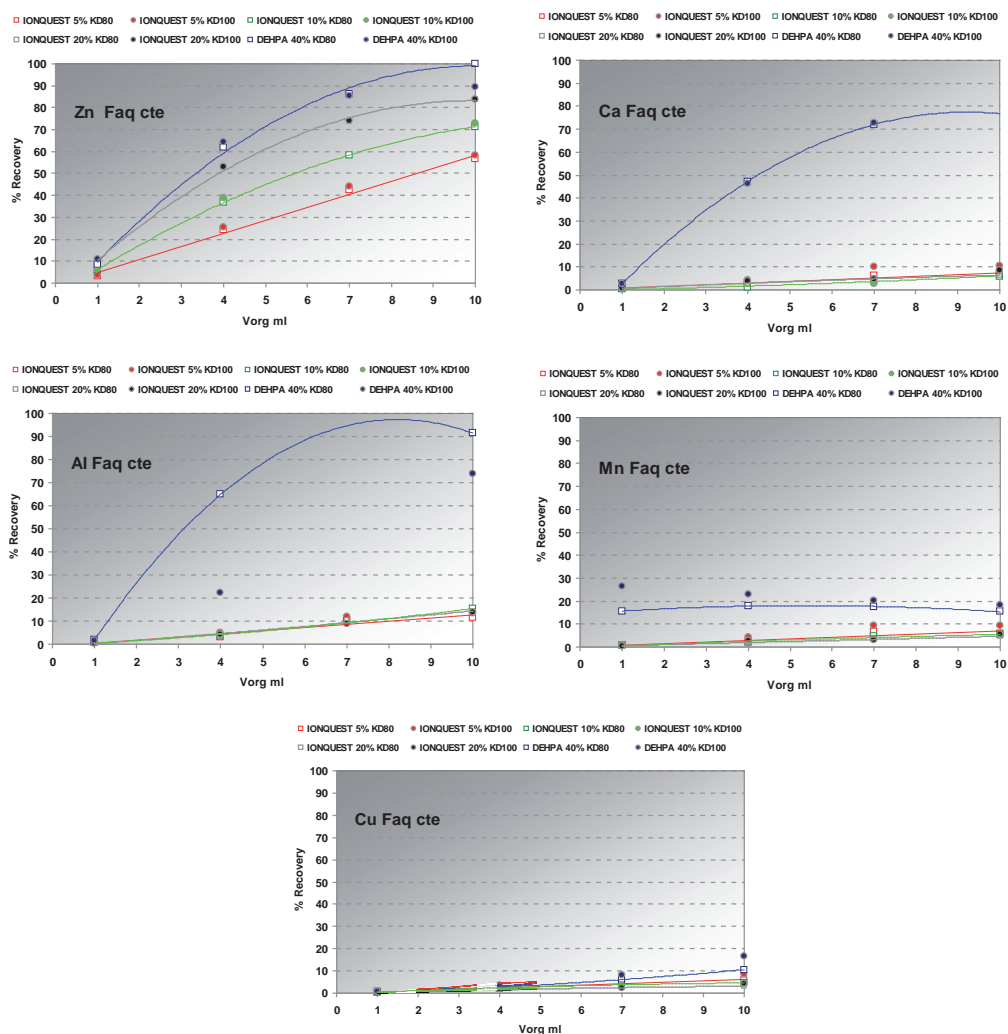 IONQUEST 5% KD80 IONQUEST 5% KD100 IONQUEST 10% KD80 IONQUEST 10% KD100
IONQUEST 20% KD80 IONQUEST 20% KD100 DEHPA 40% KD80 DEHPA 40% KD100
Zn Faq cte
% Recovery
100
90
80
70
60
50
40
30
20
10
0
0 1 2 3 4 5 6 7 8 9 10
Vorg ml
IONQUEST 5% KD80 IONQUEST 5% KD100 IONQUEST 10% KD80 IONQUEST 10% KD100
IONQUEST 20% KD80 IONQUEST 20% KD100 DEHPA 40% KD80 DEHPA 40% KD100
Ca Faq cte
% Recovery
100
90
80
70
60
50
40
30
20
10
0
0 1 2 3 4 5 6 7 8 9 10
Vorg ml
IONQUEST 5% KD80 IONQUEST 5% KD100 IONQUEST 10% KD80 IONQUEST 10% KD100
IONQUEST 20% KD80 IONQUEST 20% KD100 DEHPA 40% KD80 DEHPA 40% KD100
Al Faq cte
% Recovery
100
90
80
70
60
50
40
30
20
10
0
0 1 2 3 4 5 6 7 8 9 10
Vorg ml
IONQUEST 5% KD80 IONQUEST 5% KD100 IONQUEST 10% KD80 IONQUEST 10% KD100
IONQUEST 20% KD80 IONQUEST 20% KD100 DEHPA 40% KD80 DEHPA 40% KD100
Mn Faq cte
% Recovery
100
90
80
70
60
50
40
30
20
10
0
0 1 2 3 4 5 6 7 8 9 10
Vorg ml
IONQUEST 5% KD80 IONQUEST 5% KD100 IONQUEST 10% KD80 IONQUEST 10% KD100
IONQUEST 20% KD80 IONQUEST 20% KD100 DEHPA 40% KD80 DEHPA 40% KD100
Cu Faq cte
% Recovery
100
90
80
70
60
50
40
30
20
10
0
0 1 2 3 4 5 6 7 8 9 10
Vorg ml